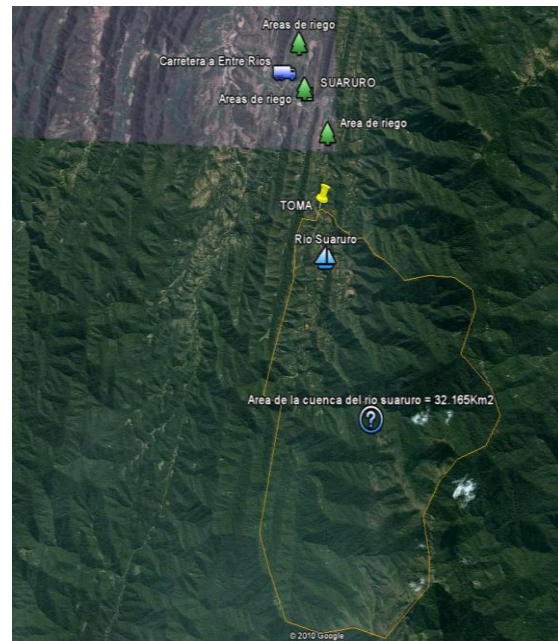 Areas de riego
Carretera a Entre Rios
SUARURO
Areas de riego
Area de riego
TOMA
Rio Suaruro
Area de la cuenca del rio suaruro = 32.165Km2
?
© 2010 Google